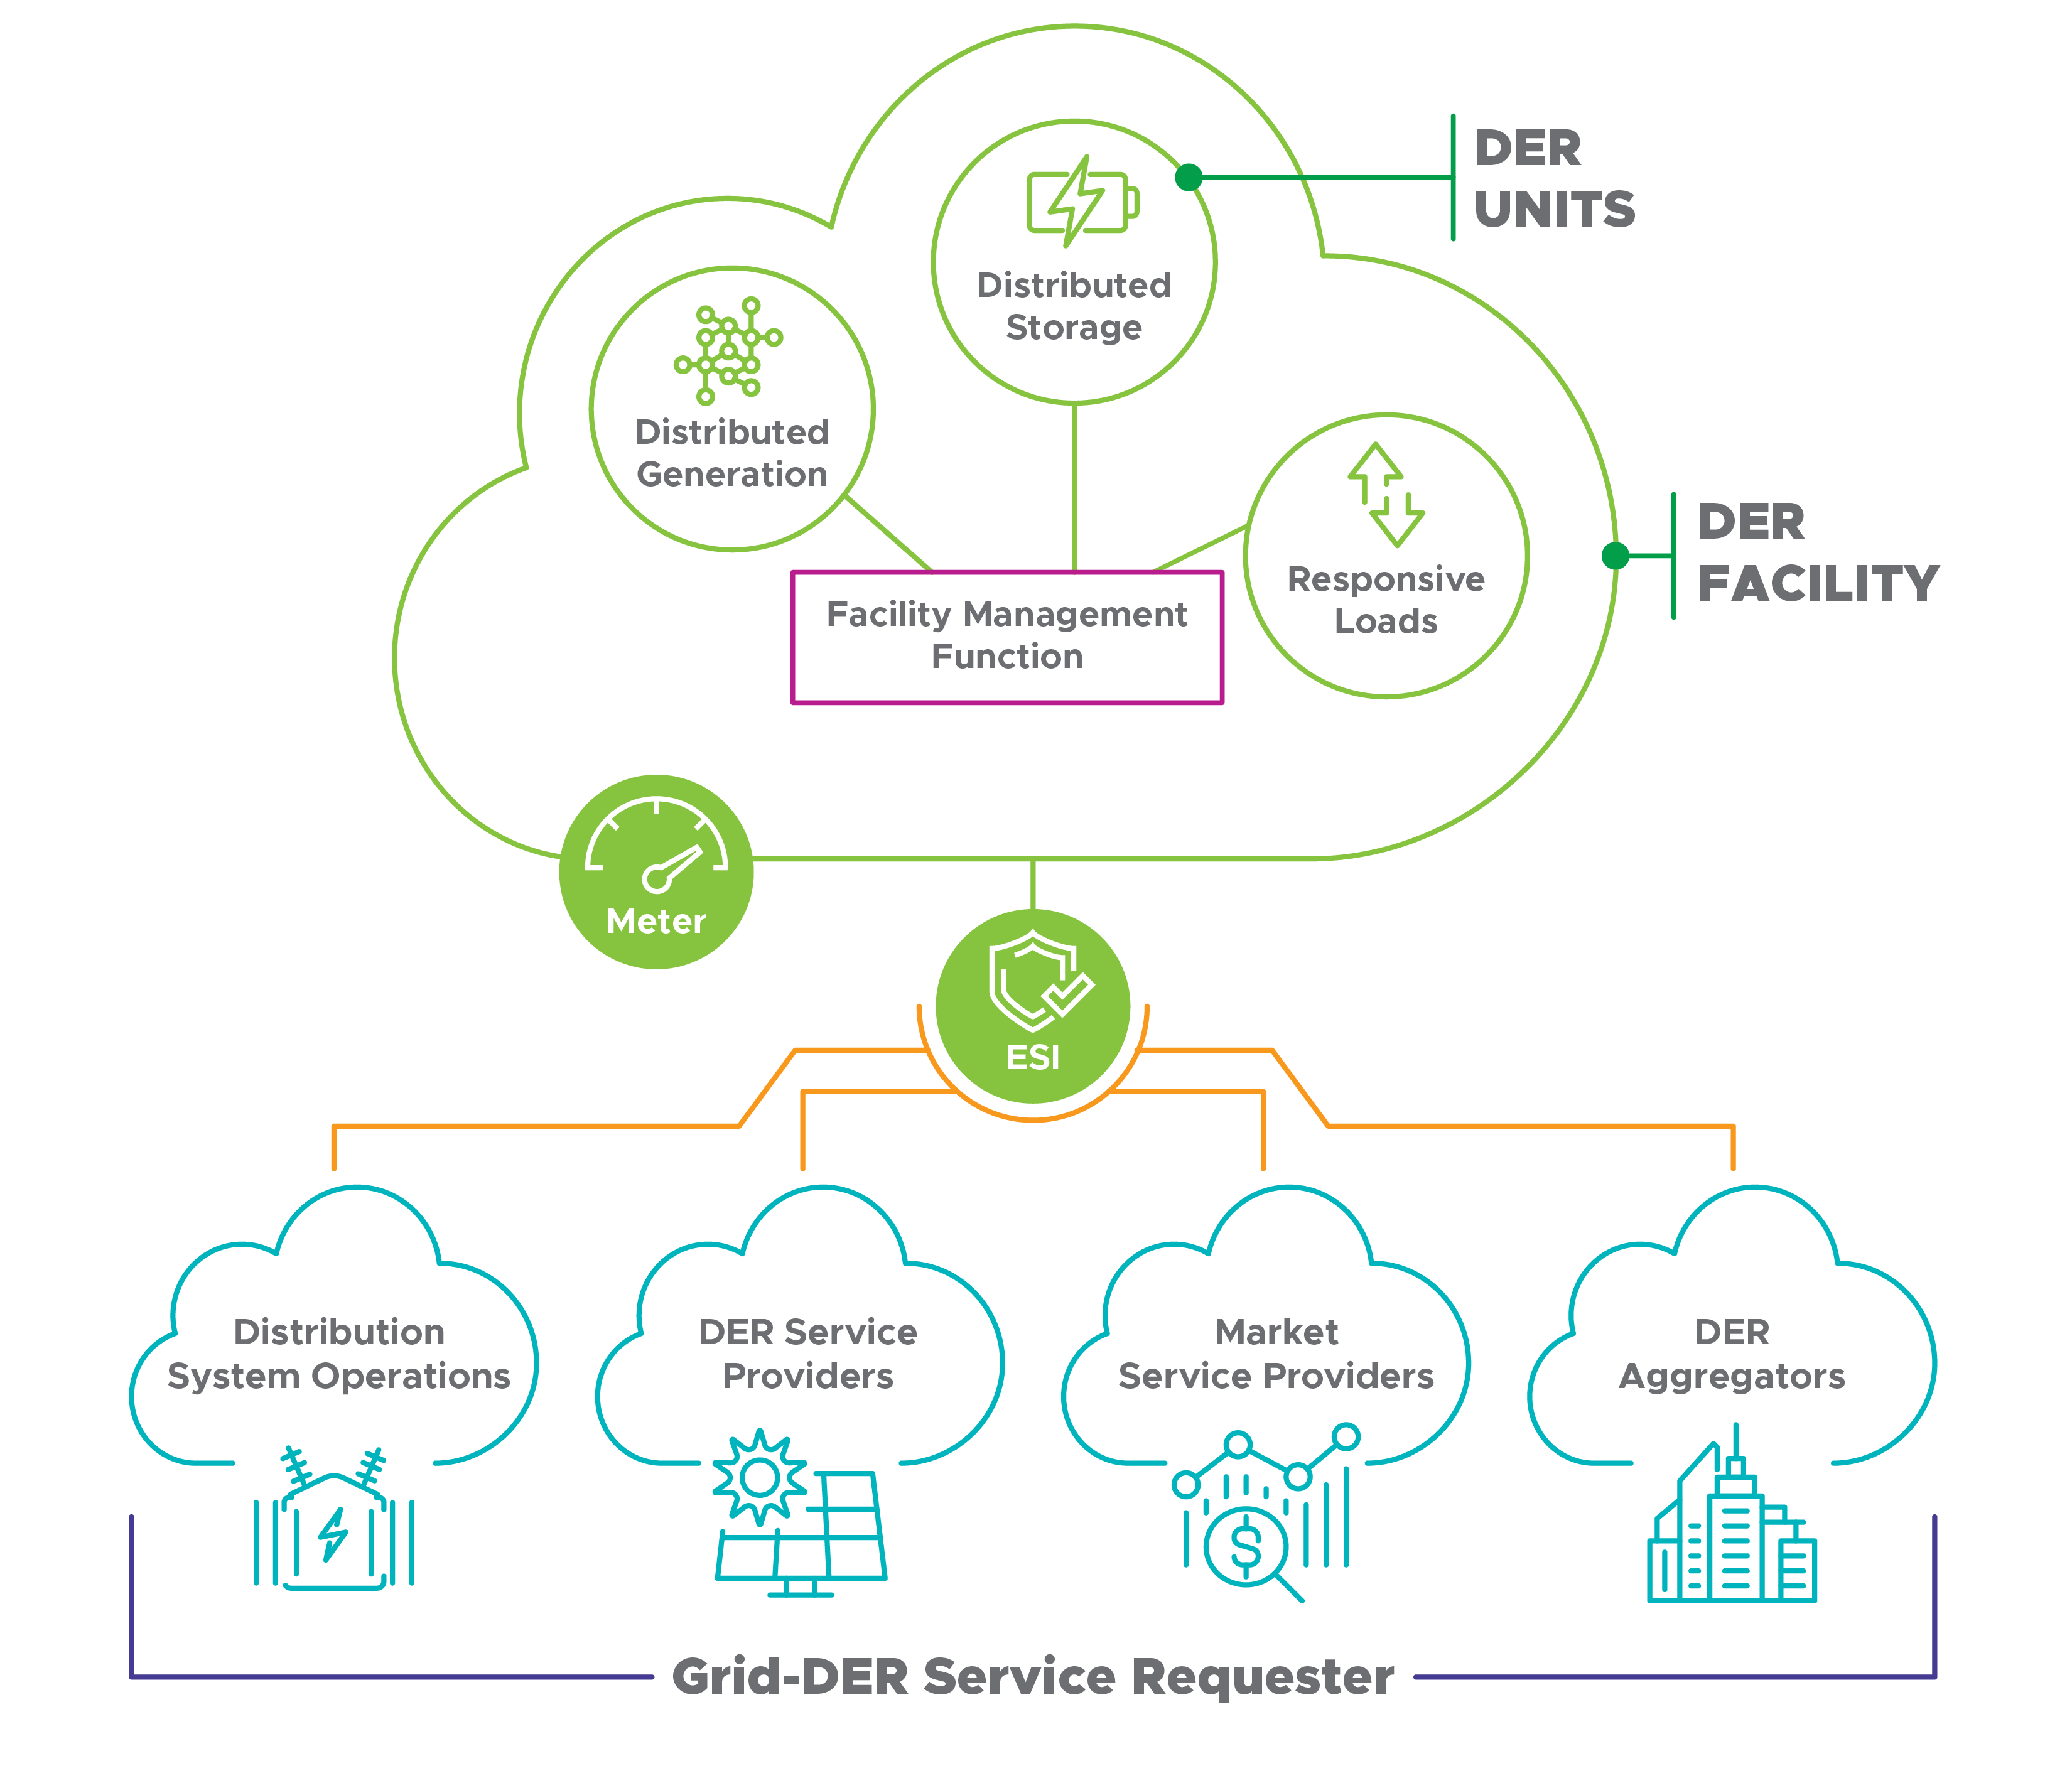 DER
UNITS
Distributed
Storage
Distributed
Generation
DER
FACILITY
Responsive
Loads
Facility Management
Function
Meter
ESI
Distribution
System Operations
DER Service
Providers
Market
Service Providers
DER
Aggregators
$
Grid-DER Service Requester